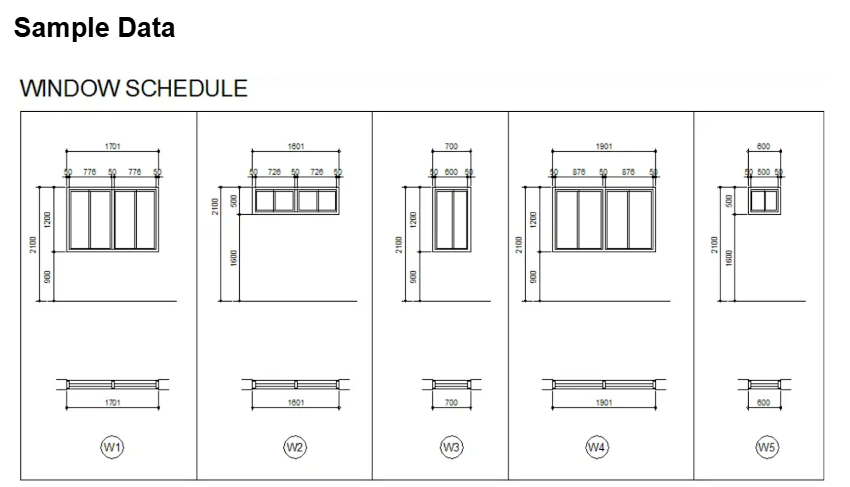 Sample Data
WINDOW SCHEDULE
1701
50 776 50 776 50
2100
1200
900
1701
W1
1601
50 726 50 726 50
2100
500
1600
1601
W2
700
50 600 50
2100
1200
900
700
W3
1901
50 876 50 876 50
2100
1200
900
1901
W4
600
50 500 50
2100
500
1600
600
W5